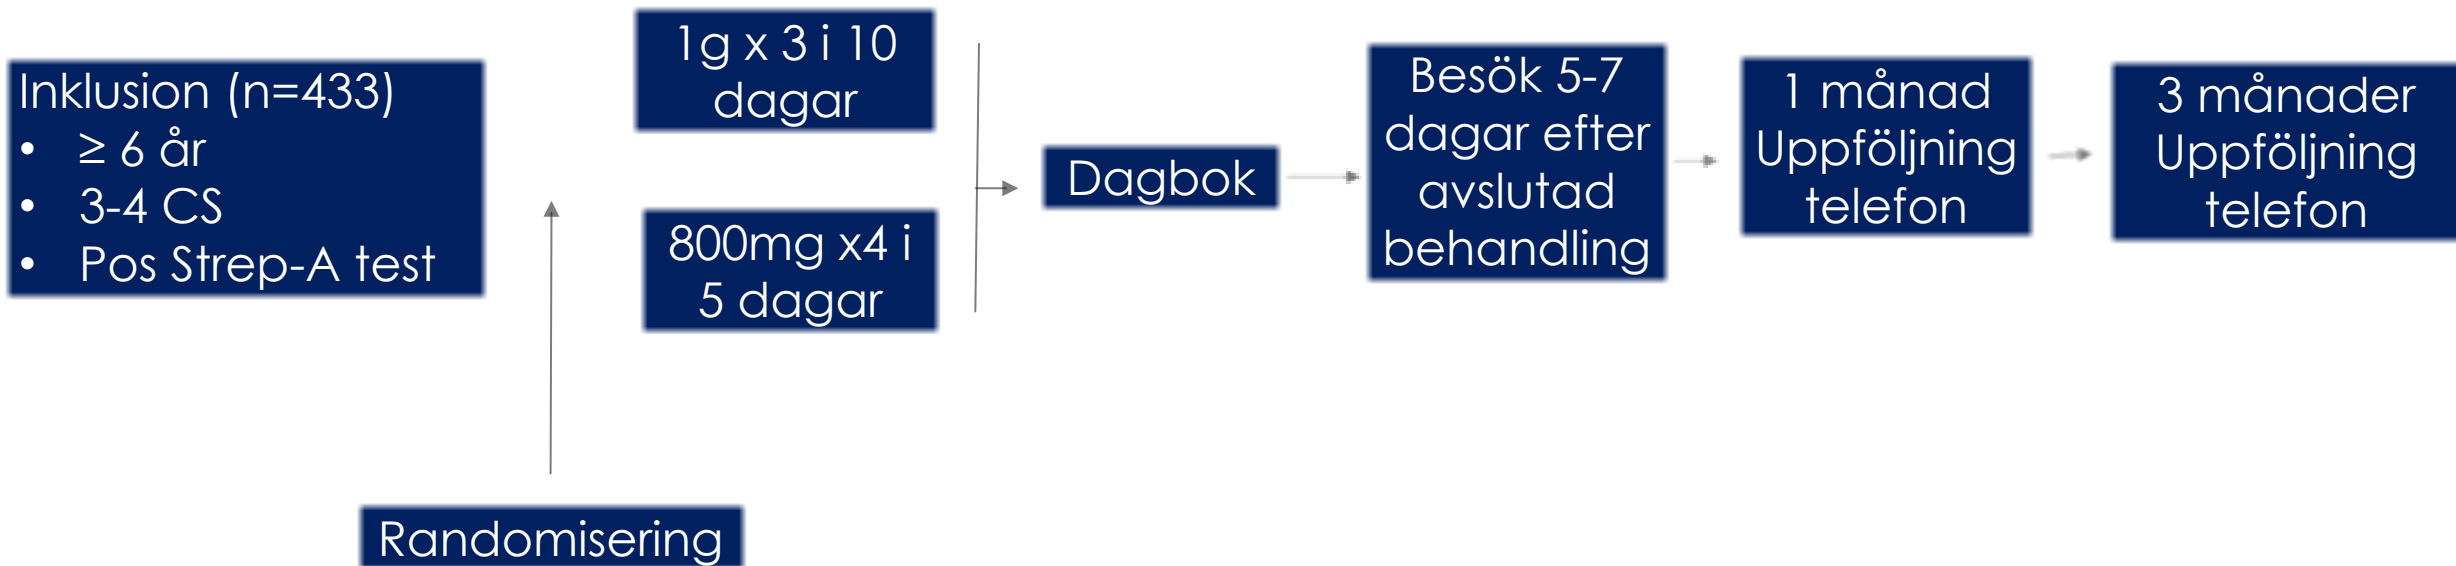 Inklusion (n=433)
• ≥ 6 år
• 3-4 CS
• Pos Strep-A test
1g x 3 i 10
dagar
800mg x4 i
5 dagar
Randomisering
Dagbok
Besök 5-7
dagar efter
avslutad
behandling
1 månad
Uppföljning
telefon
3 månader
Uppföljning
telefon